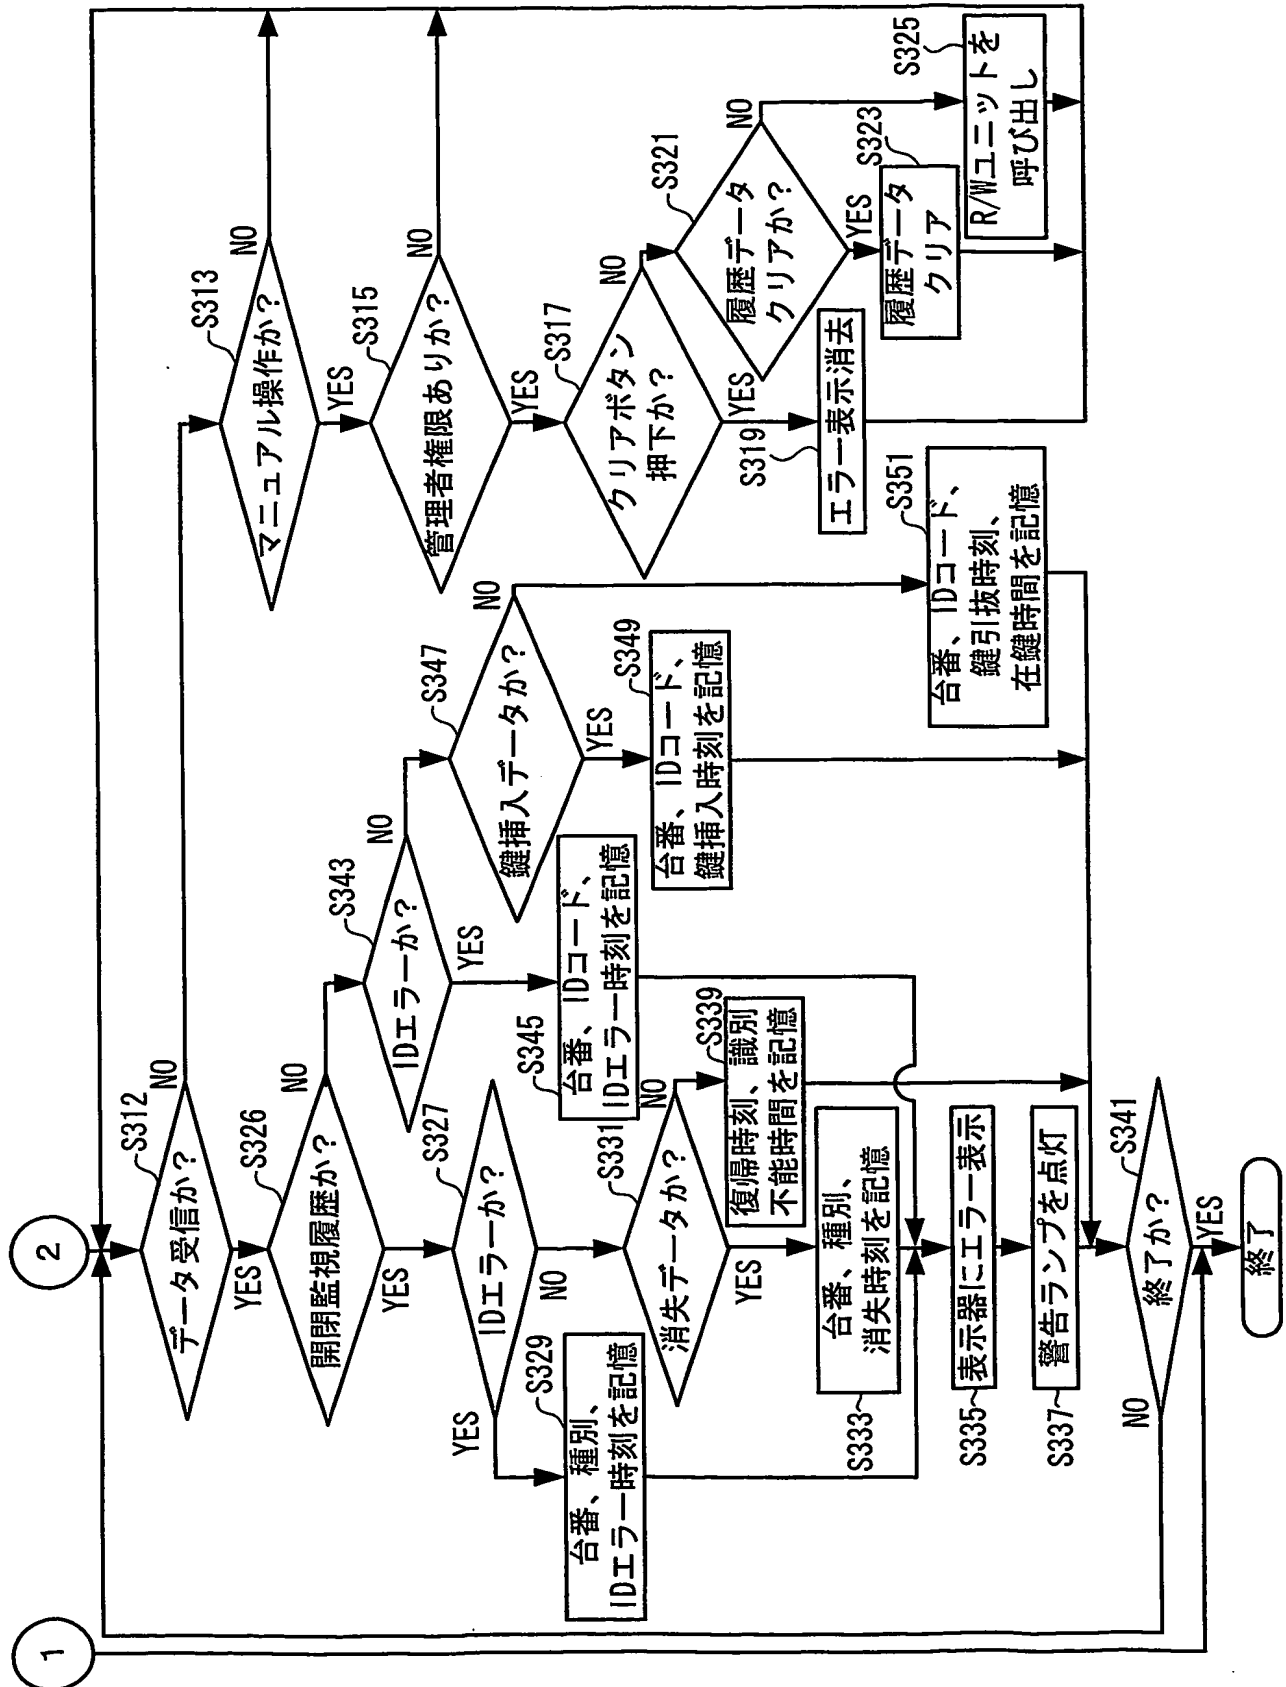 1
2
データ受信か？
S312
NO
YES
開閉監視履歴か？
S326
NO
YES
IDエラーか？
S327
YES
NO
台番、種別、
IDエラー時刻を記憶
S329
消失データか？
S331
NO
YES
復帰時刻、識別
不能時間を記憶
S339
台番、種別、
消失時刻を記憶
S333
表示器にエラー表示
S335
警告ランプを点灯
S337
終了か？
S341
NO
YES
終了
IDエラーか？
S343
NO
YES
台番、IDコード、
IDエラー時刻を記憶
S345
鍵挿入データか？
S347
NO
YES
台番、IDコード、
鍵挿入時刻を記憶
S349
台番、IDコード、
鍵引抜時刻、
在鍵時間を記憶
S351
マニュアル操作か？
S313
NO
YES
管理者権限ありか？
S315
NO
YES
クリアボタン
押下か？
S317
NO
YES
エラー表示消去
S319
履歴データ
クリアか？
S321
NO
YES
履歴データ
クリア
S323
R/Wユニットを
呼び出し
S325